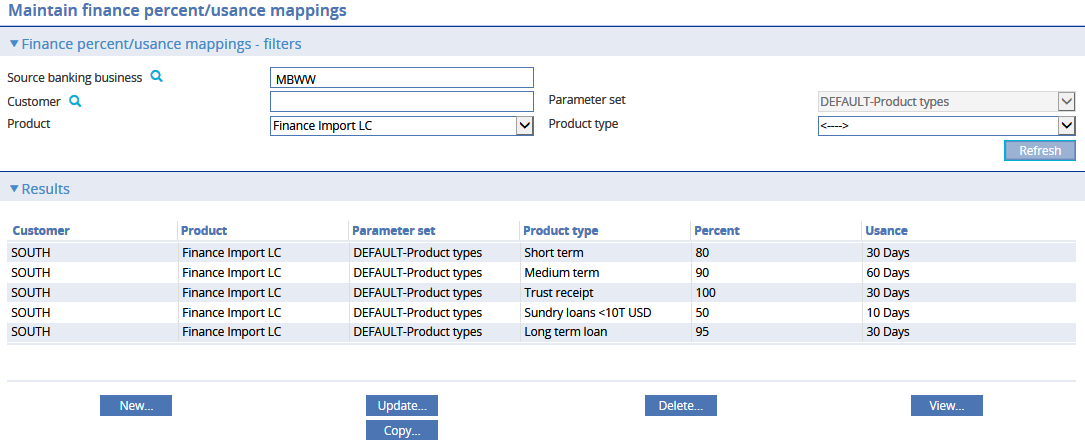 Maintain finance percent/usance mappings
Finance percent/usance mappings - filters
Source banking business MBWW
Customer Parameter set DEFAULT-Product types
Product Finance Import LC Product type <---->
Refresh
Results
Customer Product Parameter set Product type Percent Usance
SOUTH Finance Import LC DEFAULT-Product types Short term 80 30 Days
SOUTH Finance Import LC DEFAULT-Product types Medium term 90 60 Days
SOUTH Finance Import LC DEFAULT-Product types Trust receipt 100 30 Days
SOUTH Finance Import LC DEFAULT-Product types Sundry loans <10T USD 50 10 Days
SOUTH Finance Import LC DEFAULT-Product types Long term loan 95 30 Days
New... Update... Delete... View...
Copy...